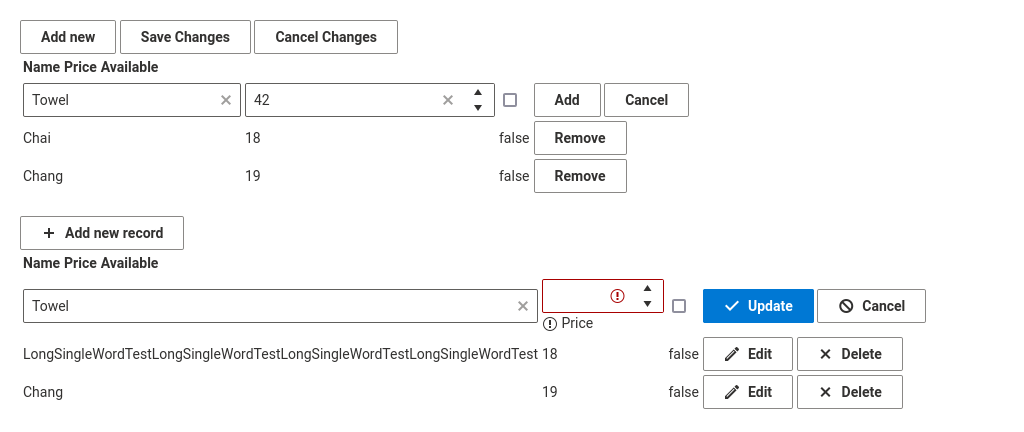 Add new Save Changes Cancel Changes
Name Price Available
Towel 42 Add Cancel
Chai 18 false Remove
Chang 19 false Remove
Add new record
Name Price Available
Towel Update Cancel
Price
LongSingleWordTestLongSingleWordTestLongSingleWordTestLongSingleWordTest 18 false Edit Delete
Chang 19 false Edit Delete